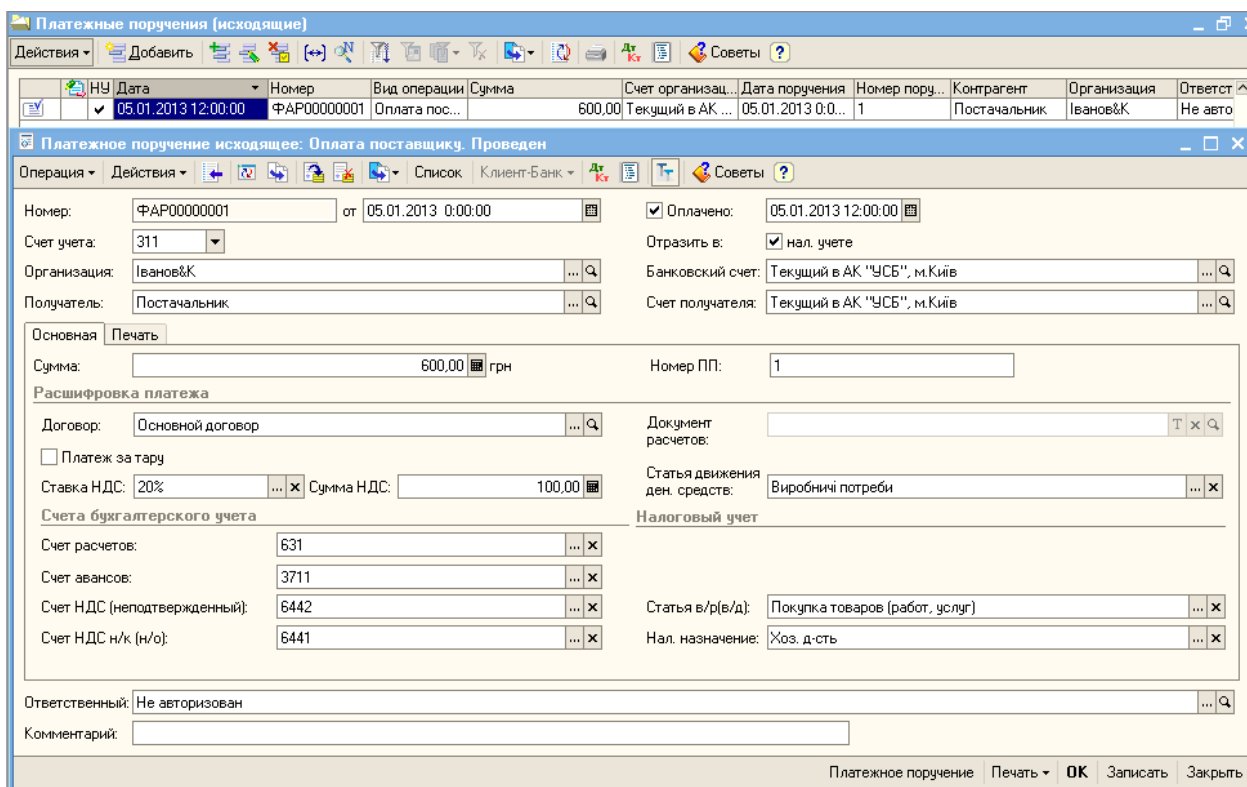 Платежные поручения (исходящие)
Действия Добавить Дт Кт Советы ?
НУ Дата Номер Вид операции Сумма Счет организац... Дата поручения Номер пору... Контрагент Организация Ответст
05.01.2013 12:00:00 ФАР00000001 Оплата пос... 600,00 Текущий в АК ... 05.01.2013 0:0... 1 Постачальник Іванов&К Не авто
Платежное поручение исходящее: Оплата поставщику. Проведен
Операция Действия Список Клиент-Банк Дт Кт Советы ?
Номер: ФАР00000001 от 05.01.2013 0:00:00 Оплачено: 05.01.2013 12:00:00
Счет учета: 311 Отразить в: нал. учете
Организация: Іванов&К ... Банковский счет: Текущий в АК "УСБ", м.Київ ...
Получатель: Постачальник ... Счет получателя: Текущий в АК "УСБ", м.Київ ...
Основная Печать
Сумма: 600,00 грн Номер ПП: 1
Расшифровка платежа
Договор: Основной договор ... Документ расчетов: T x
Платеж за тару
Ставка НДС: 20% ... x Сумма НДС: 100,00 Статья движения ден. средств: Виробничі потреби ... x
Счета бухгалтерского учета Налоговый учет
Счет расчетов: 631 ... x
Счет авансов: 3711 ... x
Счет НДС (неподтвержденный): 6442 ... x Статья в/р(в/д): Покупка товаров (работ, услуг) ... x
Счет НДС н/к (н/о): 6441 ... x Нал. назначение: Хоз. д-сть ... x
Ответственный: Не авторизован ...
Комментарий:
Платежное поручение Печать OK Записать Закрыть